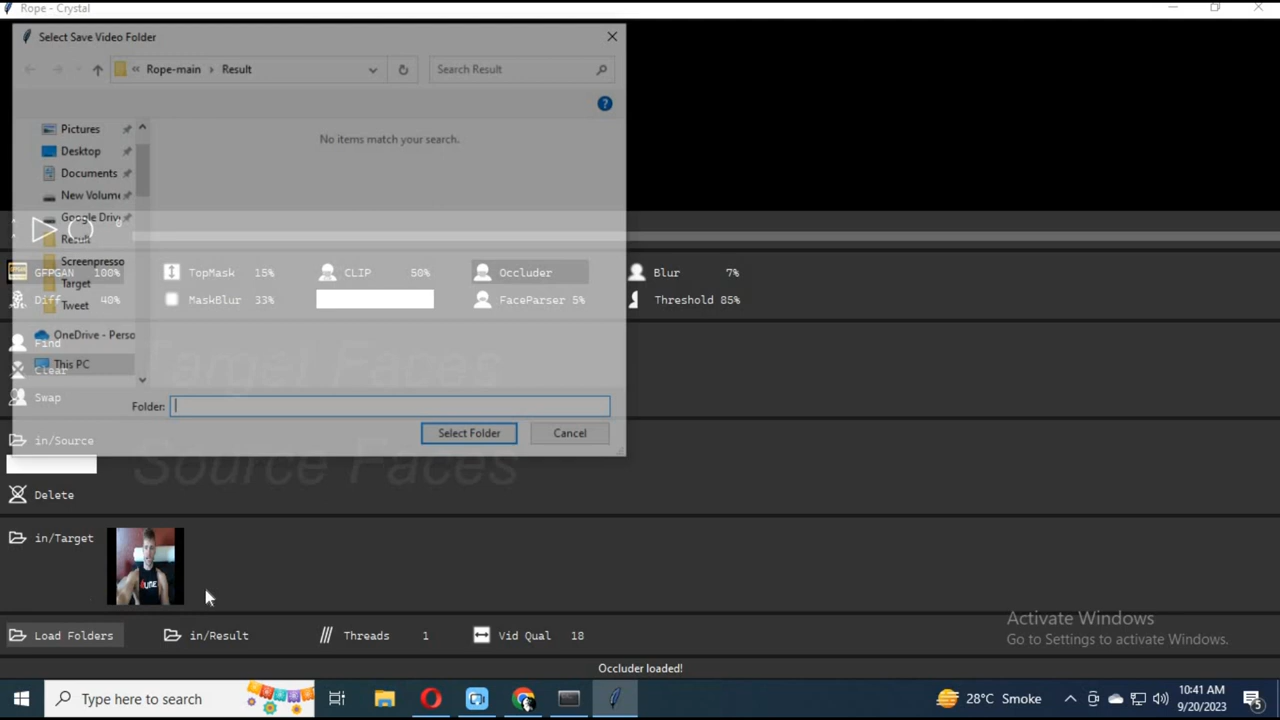 Rope - Crystal
Select Save Video Folder
« Rope-main › Result
Search Result
Pictures
No items match your search.
Desktop
Documents
New Volume
Google Driv
Result
Screenpresso
GFPGAN 100% TopMask 15% CLIP 50% Occluder Blur 7%
Target
Diff 40% MaskBlur 33% FaceParser 5% Threshold 85%
Tweet
OneDrive - Perso
Find
This PC
Clear
Target Faces
Swap
Folder:
Select Folder Cancel
in/Source
Source Faces
Delete
in/Target
Load Folders in/Result Threads 1 Vid Qual 18
Activate Windows
Go to Settings to activate Windows.
Occluder loaded!
Type here to search
28°C Smoke
10:41 AM
9/20/2023
5